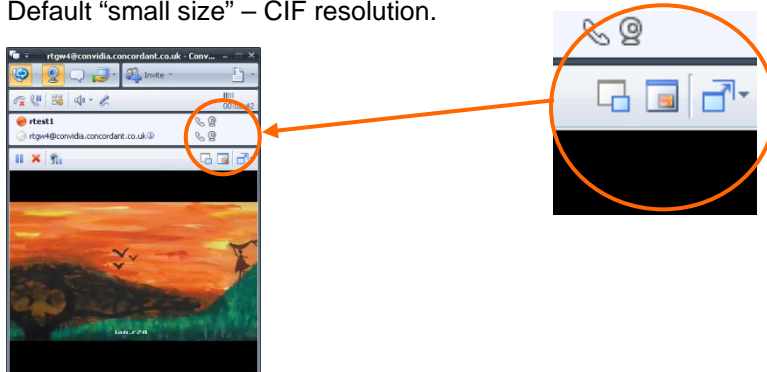 Default “small size” – CIF resolution.
rtgw4@convidia.concordant.co.uk - Conv...
Invite
rtest1
rtgw4@convidia.concordant.co.uk